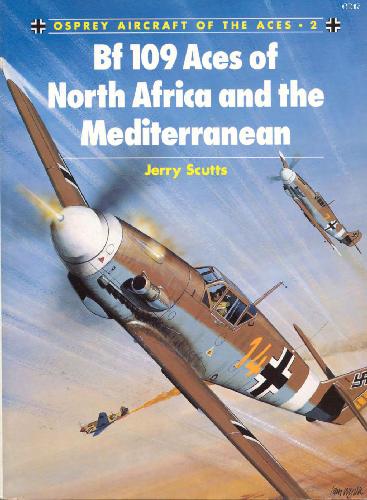 OSPREY AIRCRAFT OF THE ACES • 2
Bf 109 Aces of
North Africa and the
Mediterranean
Jerry Scutts
14